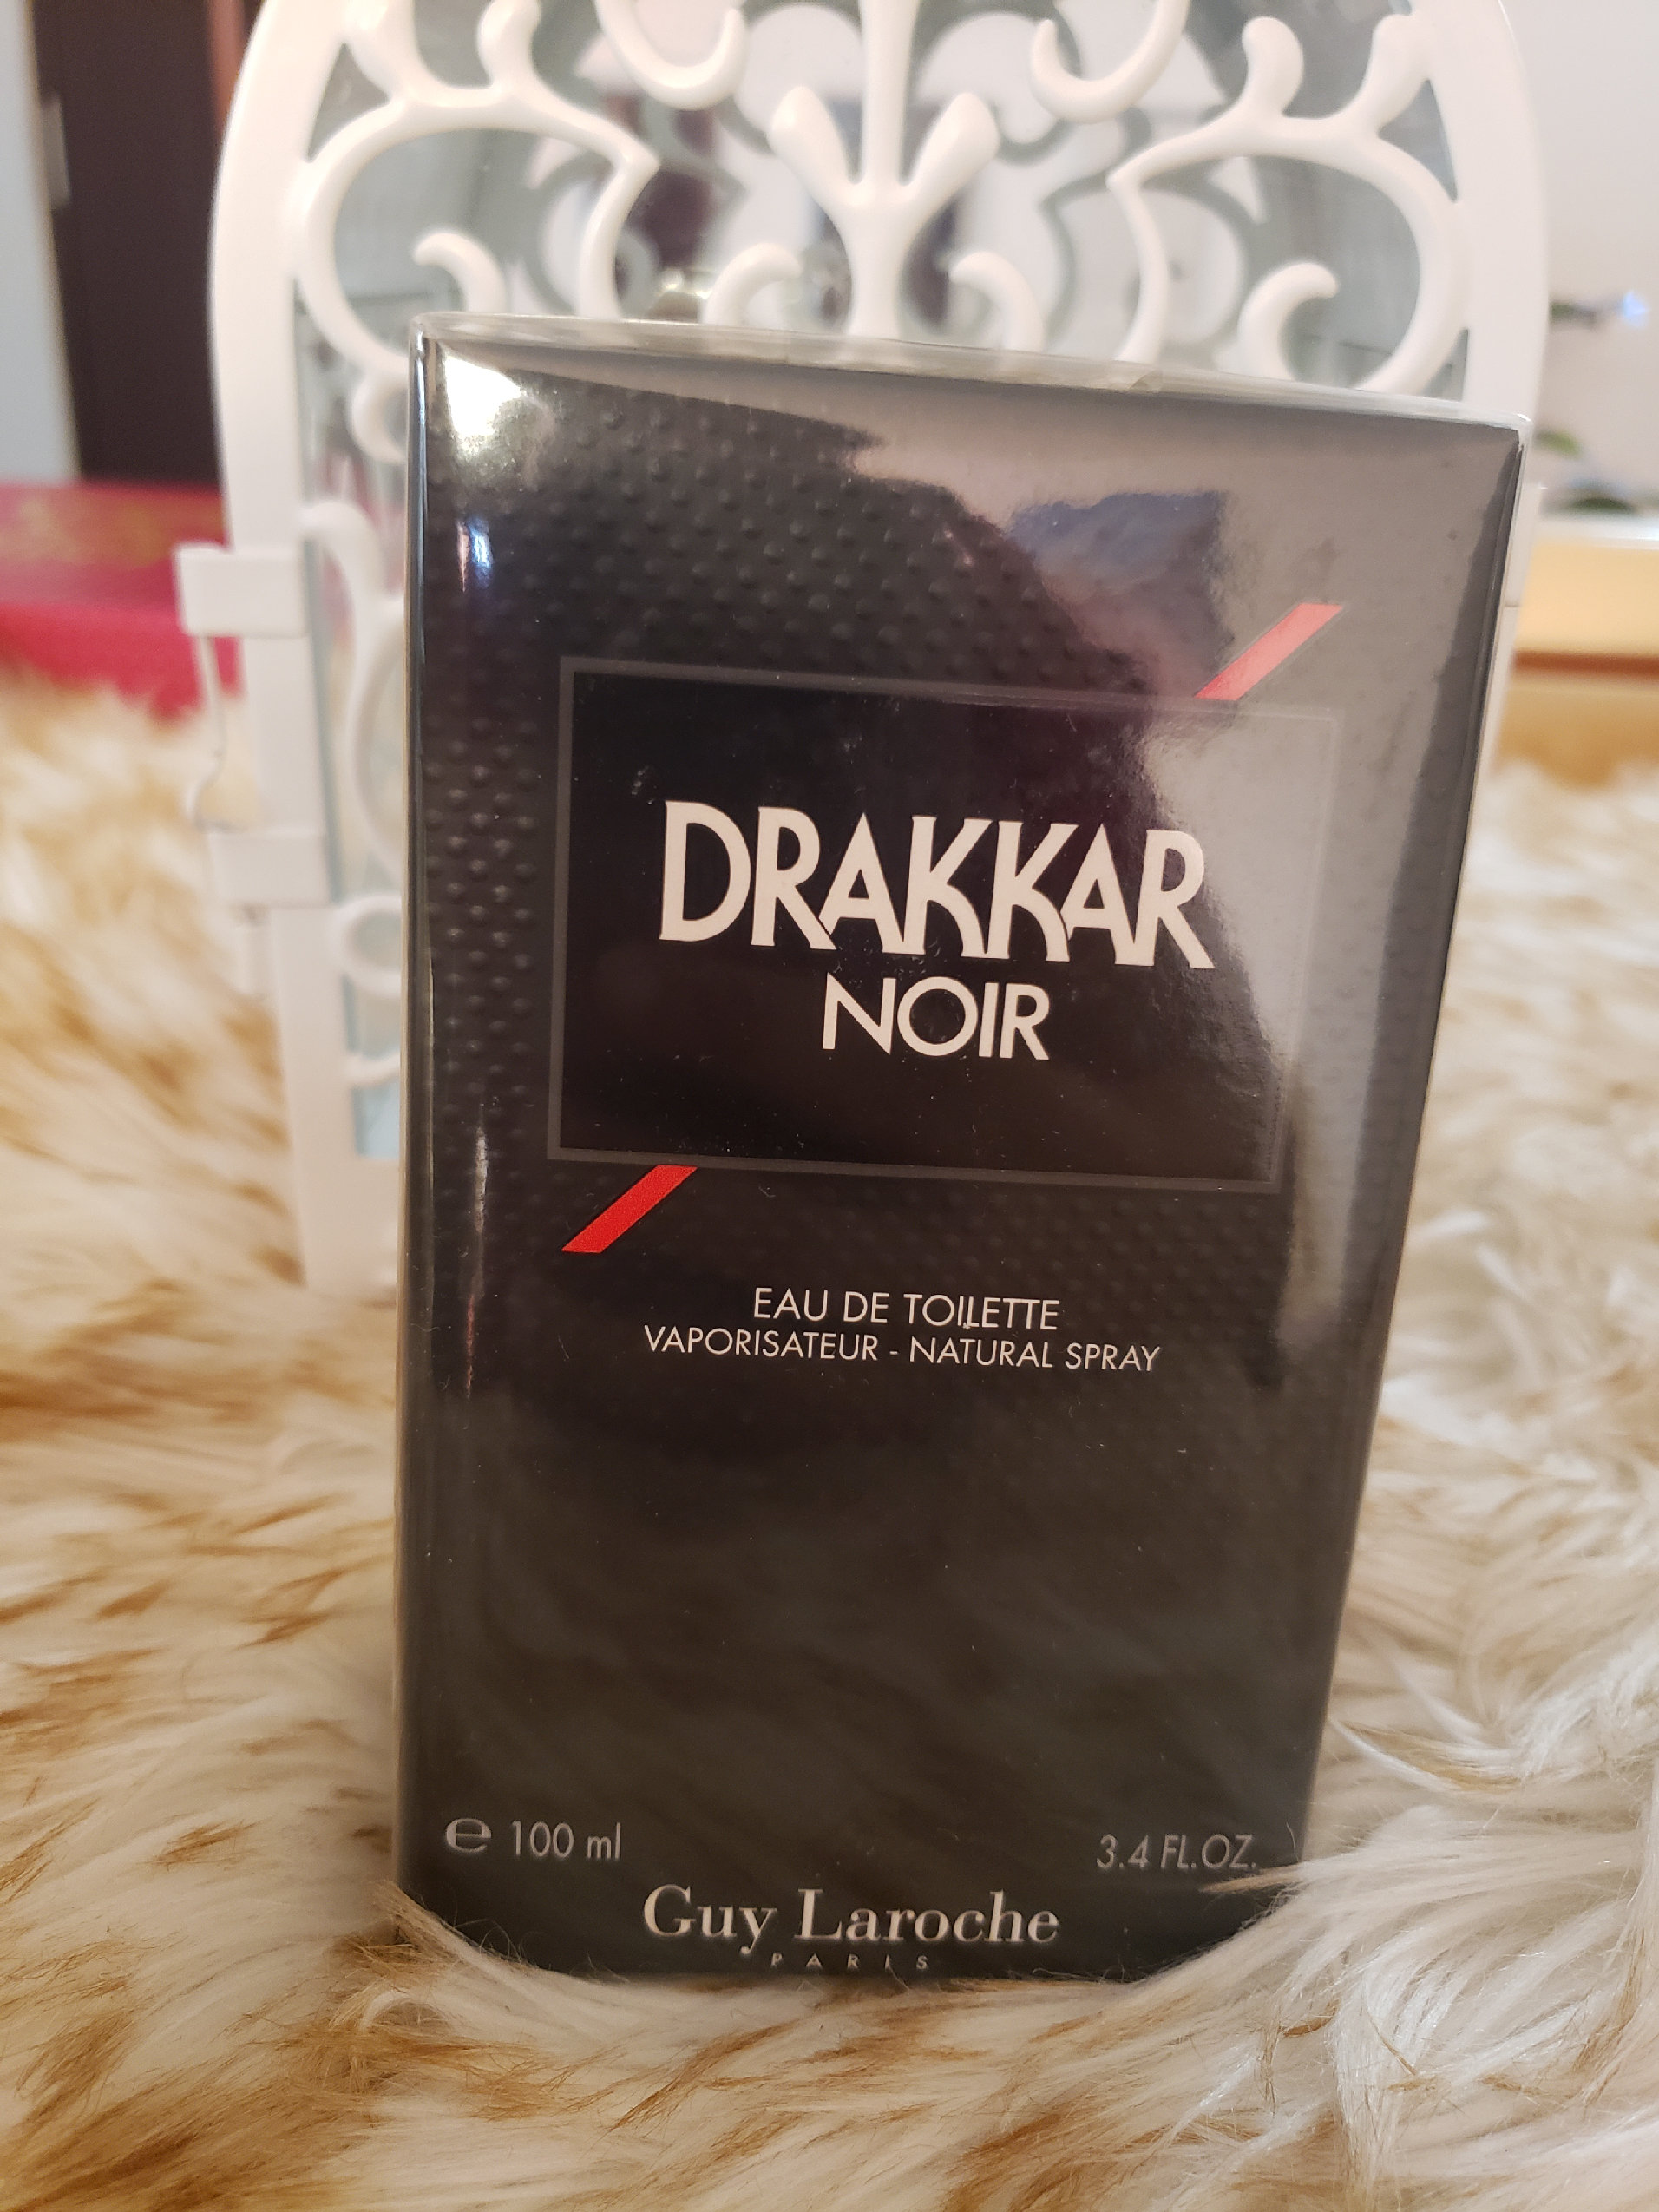 DRAKKAR
NOIR
EAU DE TOILETTE
VAPORISATEUR - NATURAL SPRAY
℮ 100 ml
3.4 FL.OZ.
Guy Laroche
PARIS